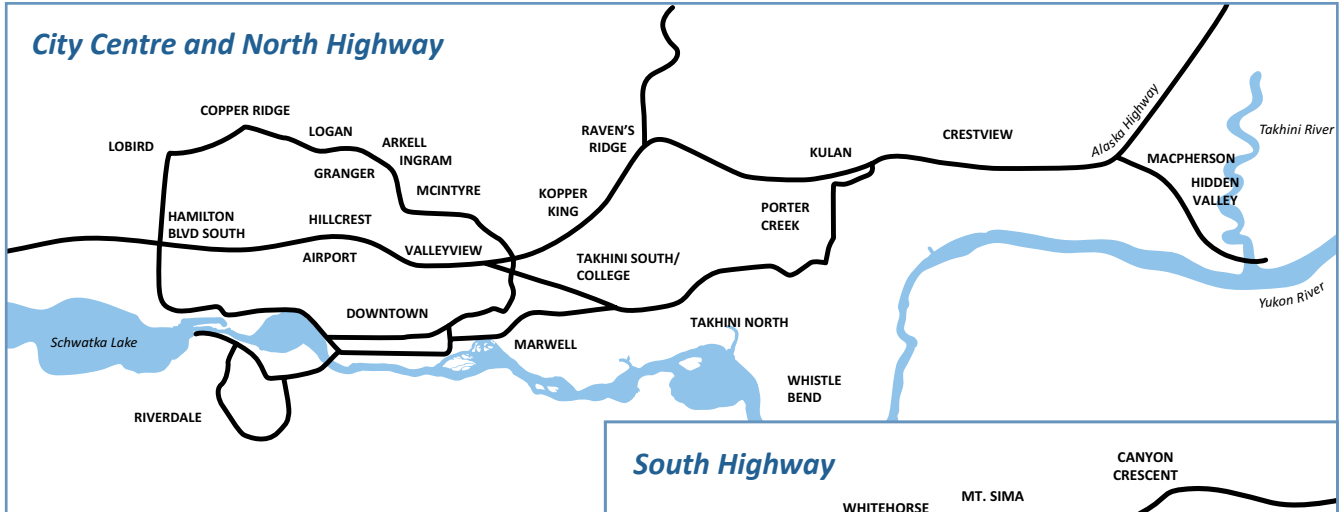 City Centre and North Highway
COPPER RIDGE
LOGAN
LOBIRD
ARKELL
INGRAM
GRANGER
MCINTYRE
RAVEN'S
RIDGE
KULAN
CRESTVIEW
Alaska Highway
Takhini River
MACPHERSON
HIDDEN
VALLEY
KOPPER
KING
PORTER
CREEK
HAMILTON
BLVD SOUTH
HILLCREST
AIRPORT
VALLEYVIEW
TAKHINI SOUTH/
COLLEGE
Yukon River
DOWNTOWN
TAKHINI NORTH
Schwatka Lake
MARWELL
WHISTLE
BEND
RIVERDALE
South Highway
CANYON
CRESCENT
MT. SIMA
WHITEHORSE